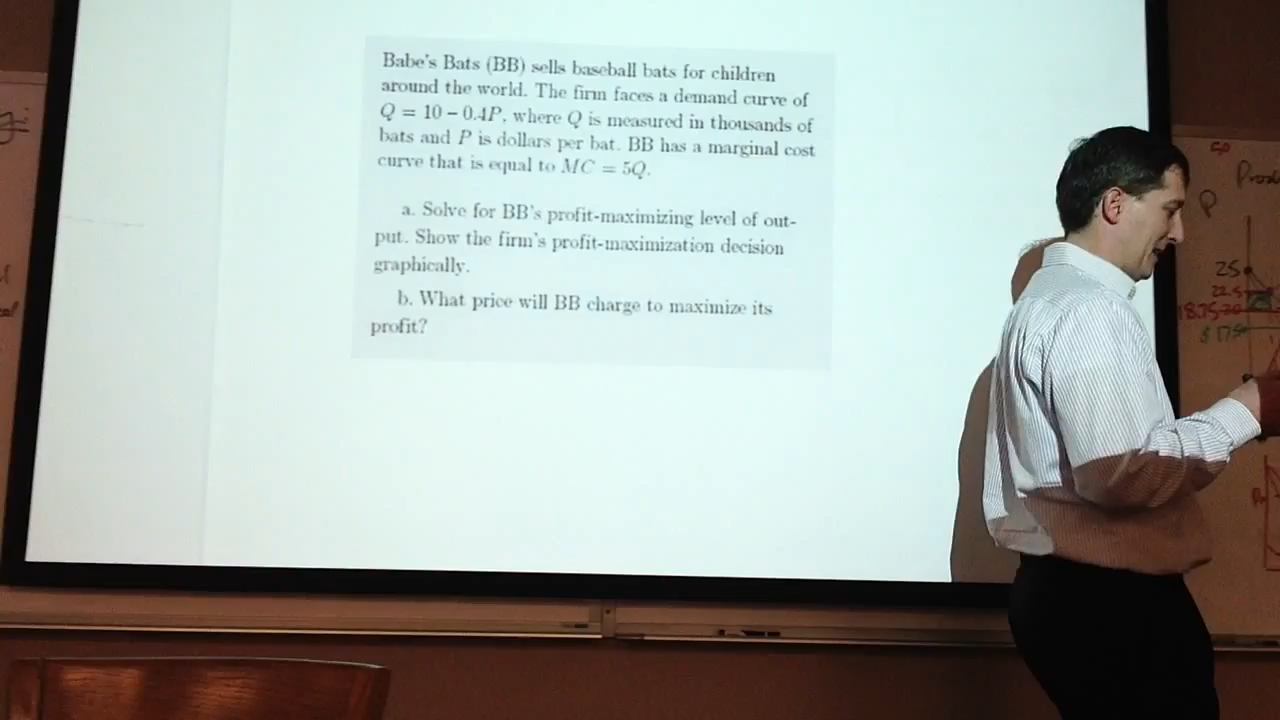 Babe's Bats (BB) sells baseball bats for children
around the world. The firm faces a demand curve of
Q = 10 − 0.4P, where Q is measured in thousands of
bats and P is dollars per bat. BB has a marginal cost
curve that is equal to MC = 5Q.
a. Solve for BB's profit-maximizing level of out-
put. Show the firm's profit-maximization decision
graphically.
b. What price will BB charge to maximize its
profit?
P
25
22.5
18.75